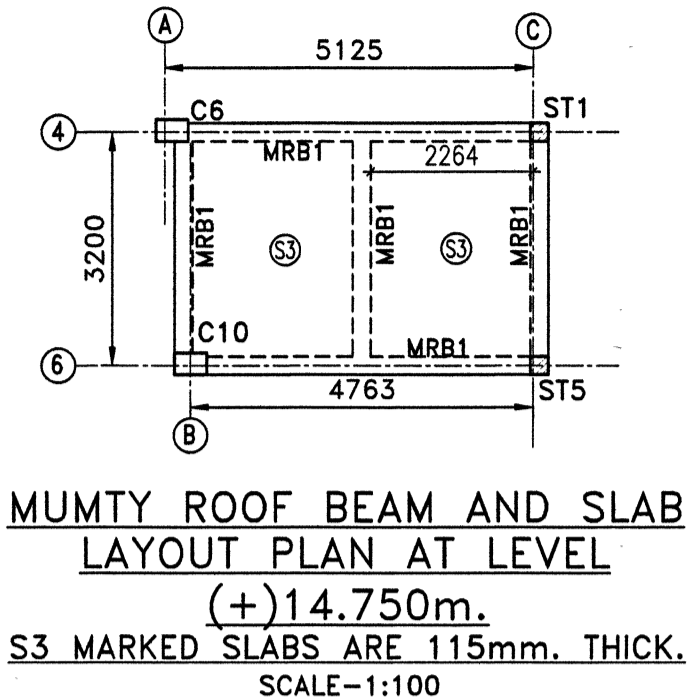 A
C
5125
C6
ST1
4
MRB1
2264
3200
MRB1
S3
MRB1
S3
MRB1
C10
MRB1
6
4763
ST5
B
MUMTY ROOF BEAM AND SLAB
LAYOUT PLAN AT LEVEL
(+)14.750m.
S3 MARKED SLABS ARE 115mm. THICK.
SCALE-1:100